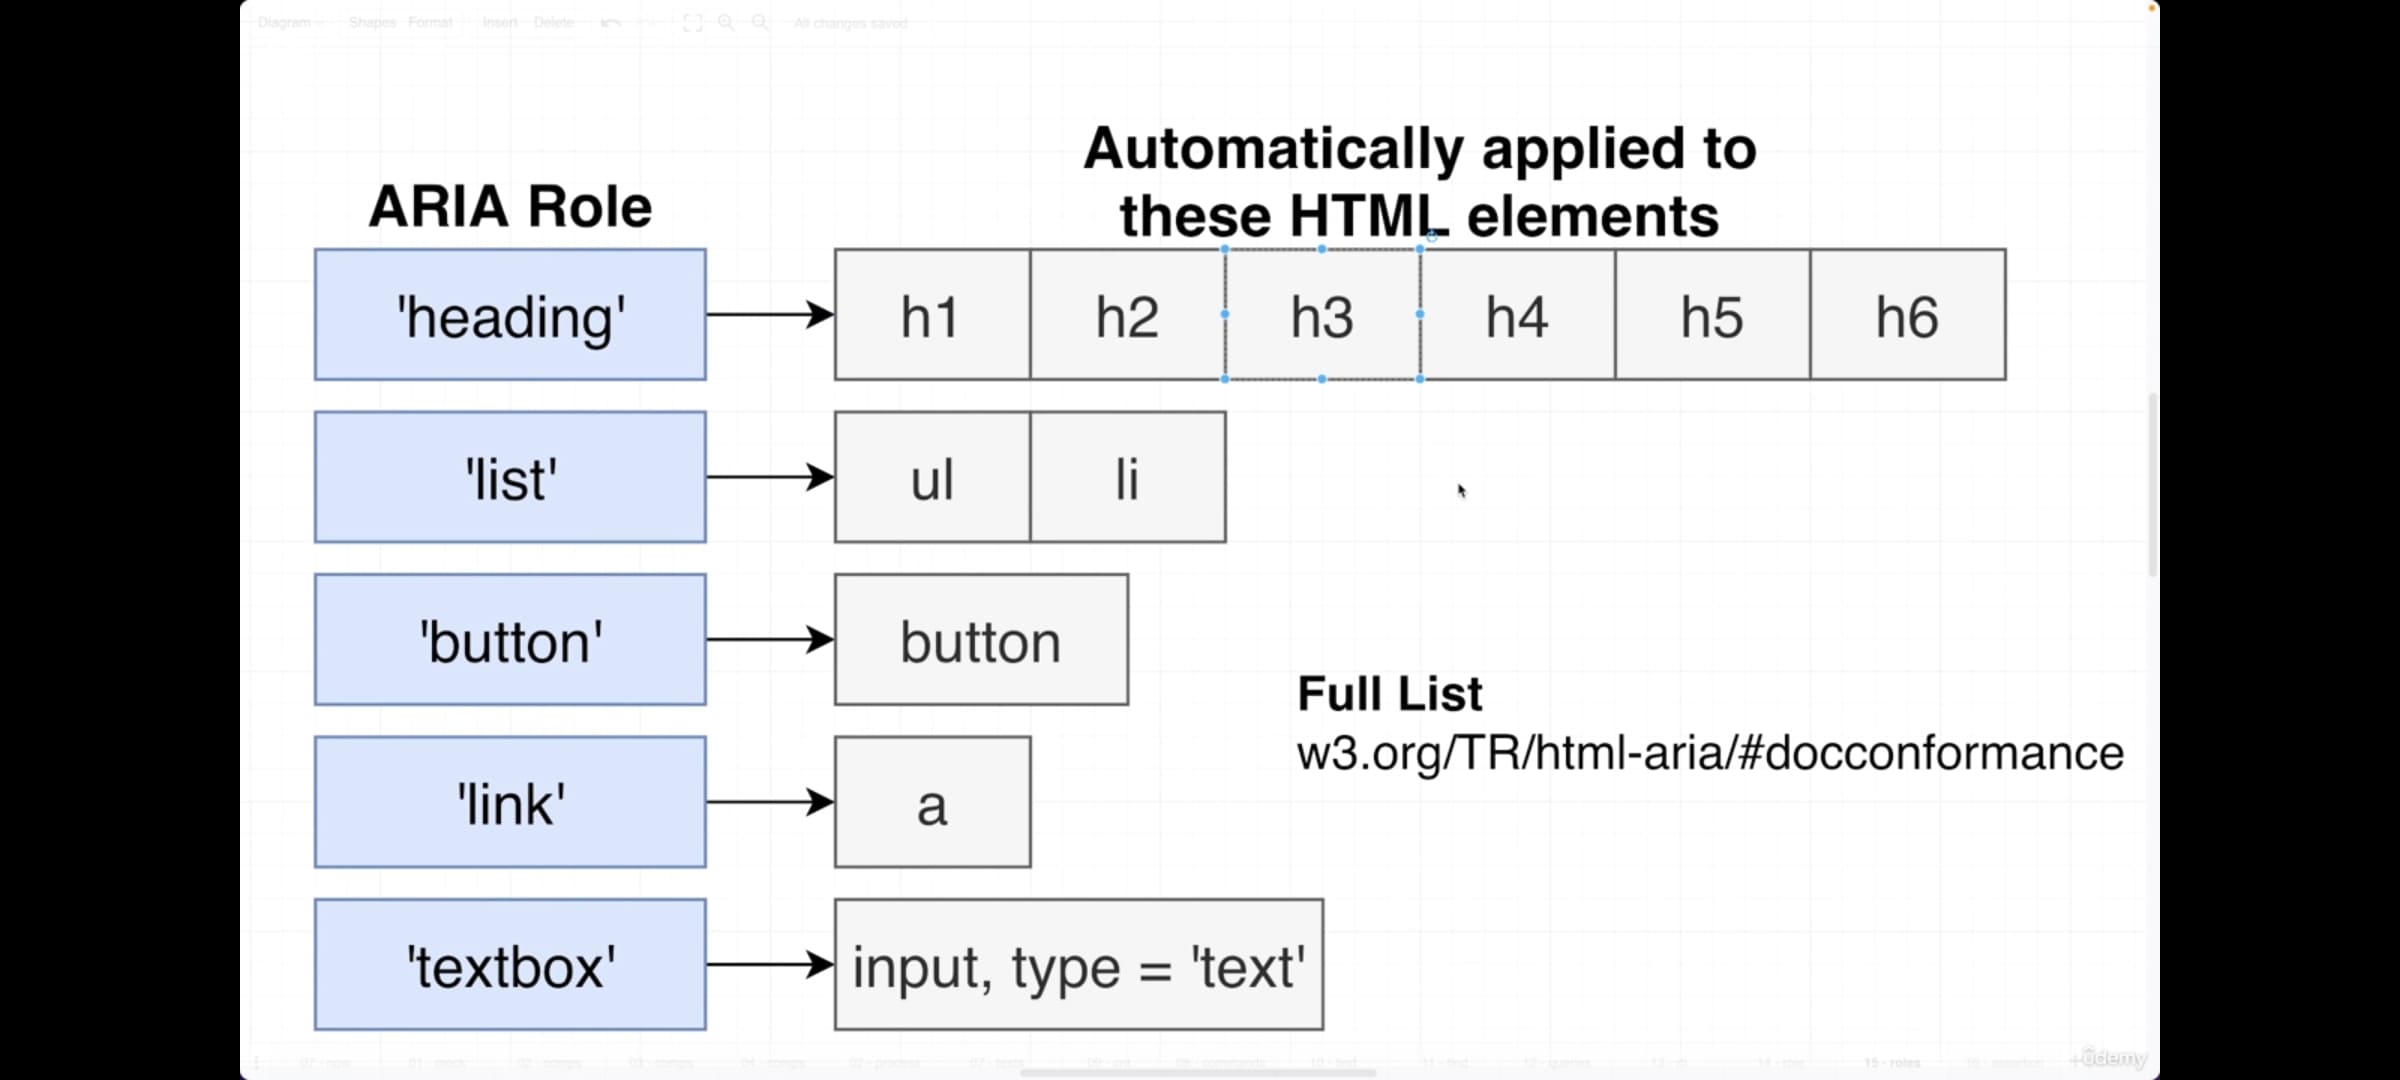 Diagram Shapes Format Insert Delete All changes saved
Automatically applied to
these HTML elements
ARIA Role
'heading' h1 h2 h3 h4 h5 h6
'list' ul li
'button' button
Full List
w3.org/TR/html-aria/#docconformance
'link' a
'textbox' input, type = 'text'
15 - roles
ûdemy